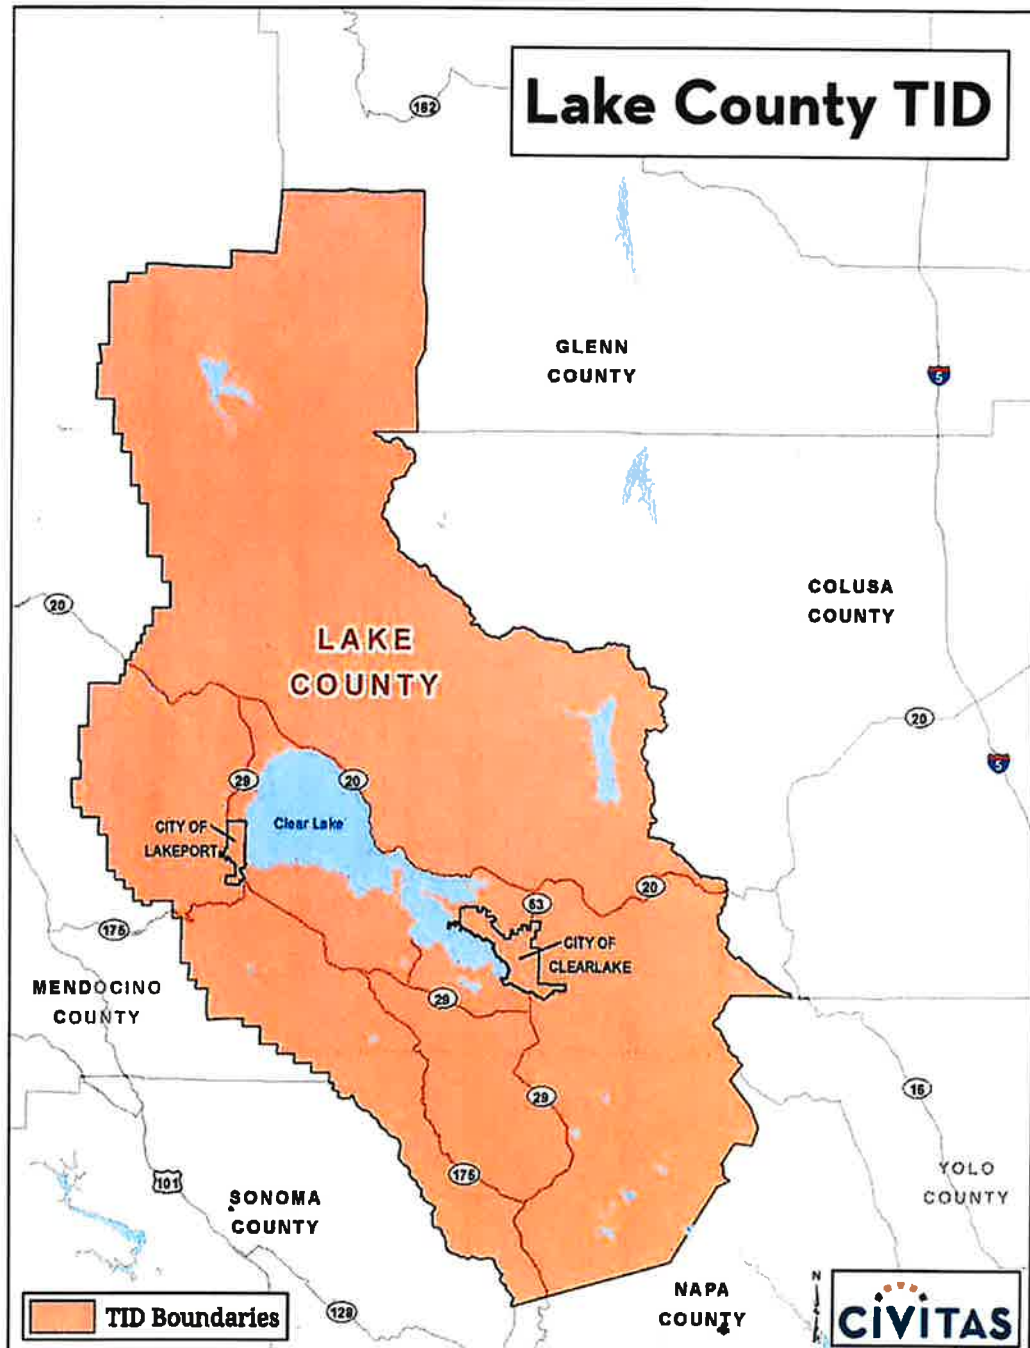 Lake County TID
162
GLENN
COUNTY
5
COLUSA
COUNTY
20
LAKE
COUNTY
20
5
29
20
Clear Lake
CITY OF
LAKEPORT
20
53
175
CITY OF
CLEARLAKE
MENDOCINO
COUNTY
29
29
16
175
YOLO
COUNTY
101
SONOMA
COUNTY
NAPA
COUNTY
N
128
TID Boundaries
CIVITAS